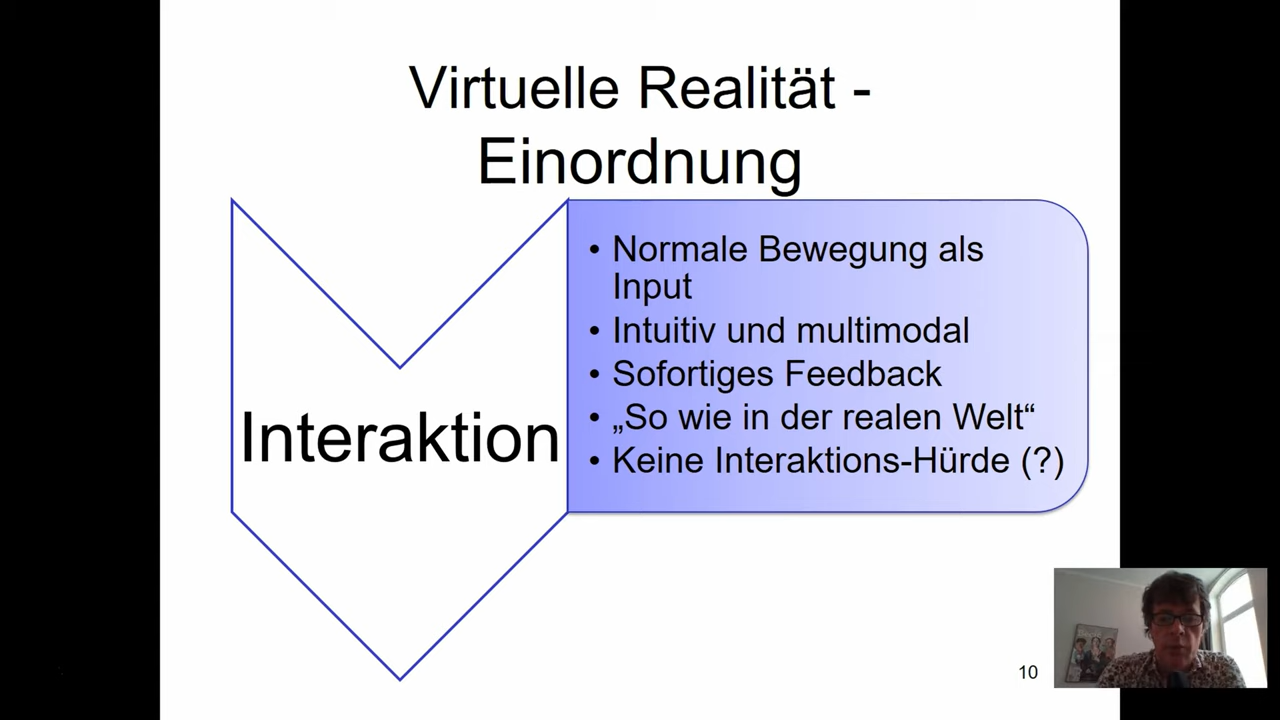 Virtuelle Realität -
Einordnung
Interaktion
• Normale Bewegung als
Input
• Intuitiv und multimodal
• Sofortiges Feedback
• „So wie in der realen Welt“
• Keine Interaktions-Hürde (?)
10